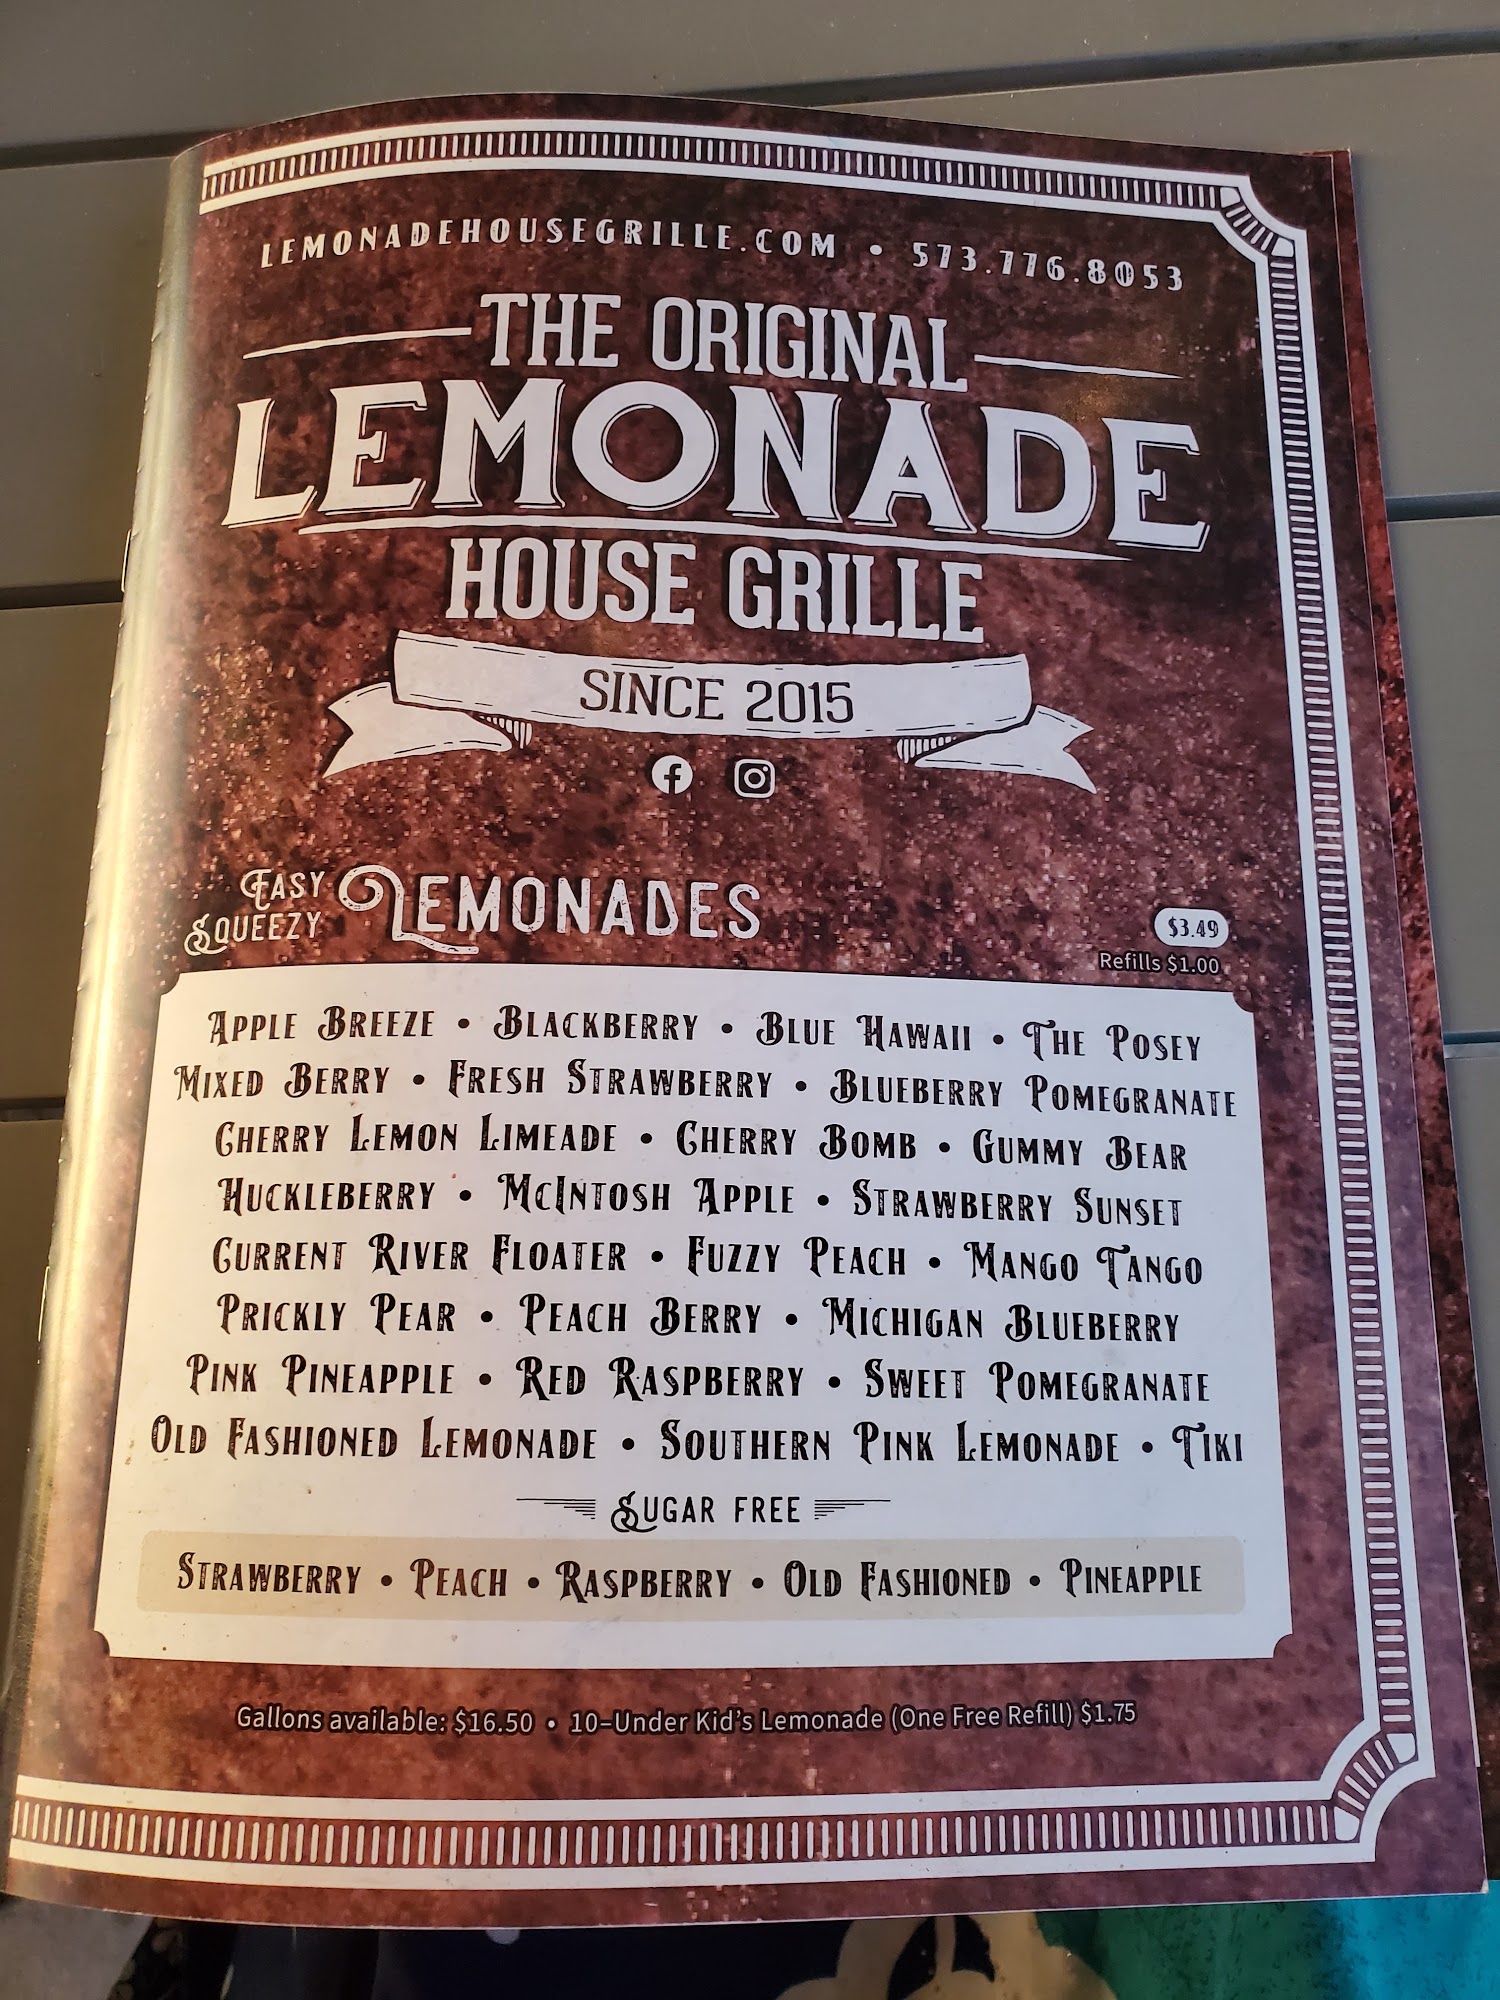 LEMONADEHOUSEGRILLE.COM • 573.776.8053
THE ORIGINAL
LEMONADE
HOUSE GRILLE
SINCE 2015
EASY
SQUEEZY
LEMONADES
$3.49
Refills $1.00
APPLE BREEZE • BLACKBERRY • BLUE HAWAII • THE POSEY
MIXED BERRY • FRESH STRAWBERRY • BLUEBERRY POMEGRANATE
CHERRY LEMON LIMEADE • CHERRY BOMB • GUMMY BEAR
HUCKLEBERRY • MCINTOSH APPLE • STRAWBERRY SUNSET
CURRENT RIVER FLOATER • FUZZY PEACH • MANGO TANGO
PRICKLY PEAR • PEACH BERRY • MICHIGAN BLUEBERRY
PINK PINEAPPLE • RED RASPBERRY • SWEET POMEGRANATE
OLD FASHIONED LEMONADE • SOUTHERN PINK LEMONADE • TIKI
SUGAR FREE
STRAWBERRY • PEACH • RASPBERRY • OLD FASHIONED • PINEAPPLE
Gallons available: $16.50 • 10-Under Kid's Lemonade (One Free Refill) $1.75